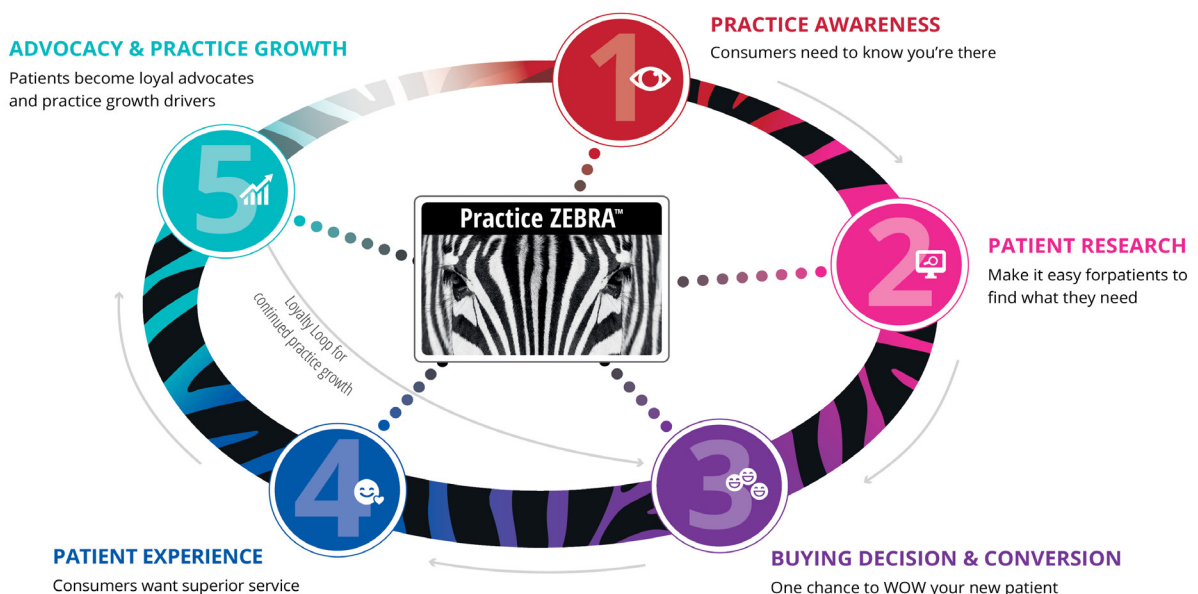 1
PRACTICE AWARENESS
Consumers need to know you're there
2
PATIENT RESEARCH
Make it easy forpatients to
find what they need
3
BUYING DECISION & CONVERSION
One chance to WOW your new patient
4
PATIENT EXPERIENCE
Consumers want superior service
5
ADVOCACY & PRACTICE GROWTH
Patients become loyal advocates
and practice growth drivers
Practice ZEBRA™
Loyalty Loop for
continued practice growth